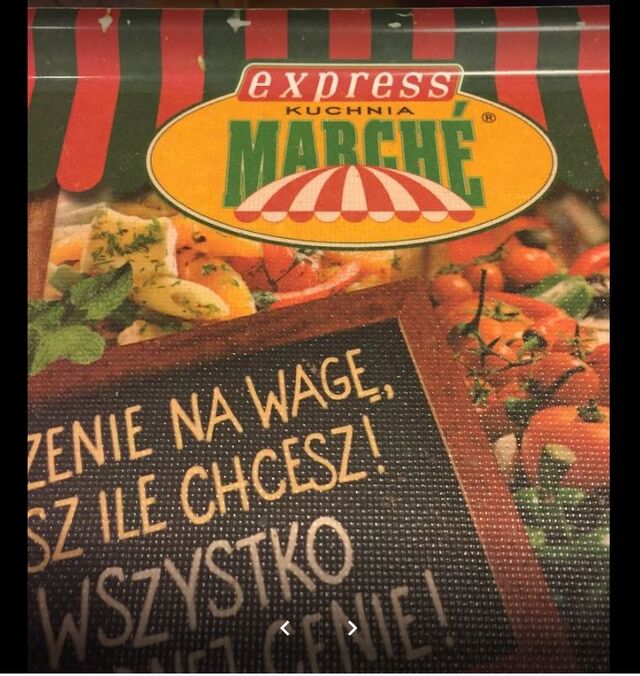 express
KUCHNIA
MARCHÉ ®
ZENIE NA WAGĘ,
SZ ILE CHCESZ!
WSZYSTKO
CENIE!